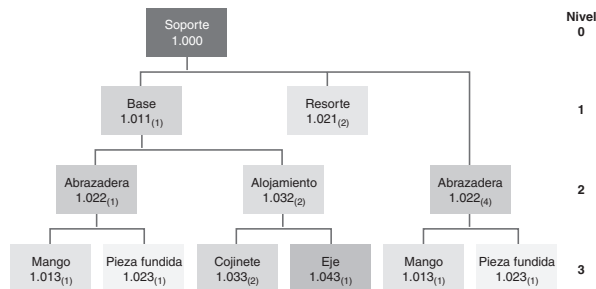 Nivel
0
Soporte
1.000
Base
1.011(1)
Resorte
1.021(2)
1
Abrazadera
1.022(1)
Alojamiento
1.032(2)
Abrazadera
1.022(4)
2
Mango
1.013(1)
Pieza fundida
1.023(1)
Cojinete
1.033(2)
Eje
1.043(1)
Mango
1.013(1)
Pieza fundida
1.023(1)
3